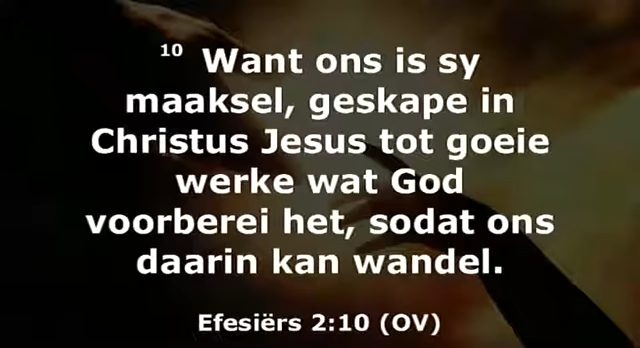 10 Want ons is sy
maaksel, geskape in
Christus Jesus tot goeie
werke wat God
voorberei het, sodat ons
daarin kan wandel.
Efesiërs 2:10 (OV)